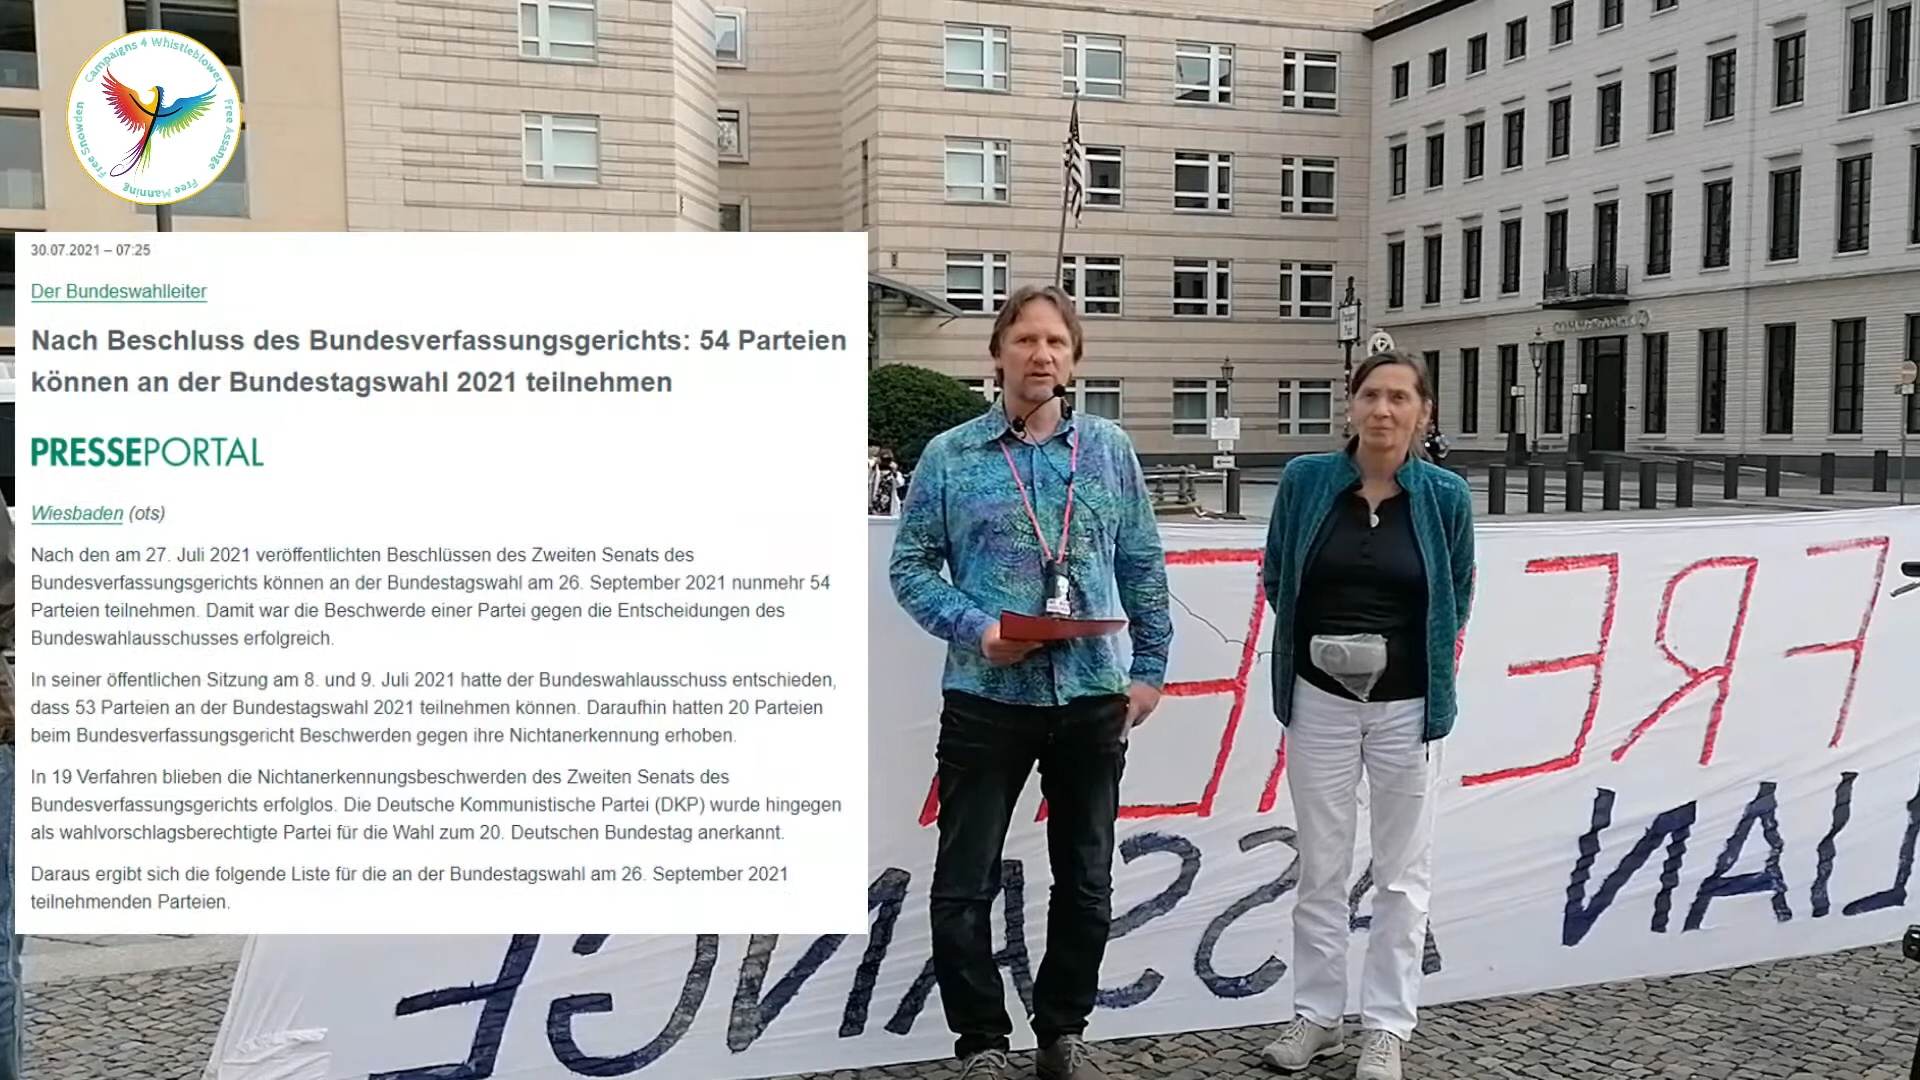 Campaigns 4 Whistleblower
Free Assange
Free Manning
Free Snowden
30.07.2021 – 07:25
Der Bundeswahlleiter
Nach Beschluss des Bundesverfassungsgerichts: 54 Parteien
können an der Bundestagswahl 2021 teilnehmen
PRESSEPORTAL
Wiesbaden (ots)
Nach den am 27. Juli 2021 veröffentlichten Beschlüssen des Zweiten Senats des
Bundesverfassungsgerichts können an der Bundestagswahl am 26. September 2021 nunmehr 54
Parteien teilnehmen. Damit war die Beschwerde einer Partei gegen die Entscheidungen des
Bundeswahlausschusses erfolgreich.
In seiner öffentlichen Sitzung am 8. und 9. Juli 2021 hatte der Bundeswahlausschuss entschieden,
dass 53 Parteien an der Bundestagswahl 2021 teilnehmen können. Daraufhin hatten 20 Parteien
beim Bundesverfassungsgericht Beschwerden gegen ihre Nichtanerkennung erhoben.
In 19 Verfahren blieben die Nichtanerkennungsbeschwerden des Zweiten Senats des
Bundesverfassungsgerichts erfolglos. Die Deutsche Kommunistische Partei (DKP) wurde hingegen
als wahlvorschlagsberechtigte Partei für die Wahl zum 20. Deutschen Bundestag anerkannt.
Daraus ergibt sich die folgende Liste für die an der Bundestagswahl am 26. September 2021
teilnehmenden Parteien.
LIAN ASSANGE